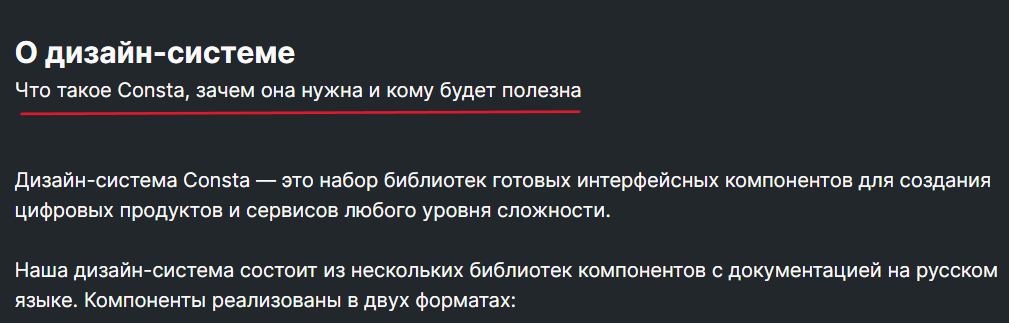 О дизайн-системе
Что такое Consta, зачем она нужна и кому будет полезна
Дизайн-система Consta — это набор библиотек готовых интерфейсных компонентов для создания
цифровых продуктов и сервисов любого уровня сложности.
Наша дизайн-система состоит из нескольких библиотек компонентов с документацией на русском
языке. Компоненты реализованы в двух форматах: